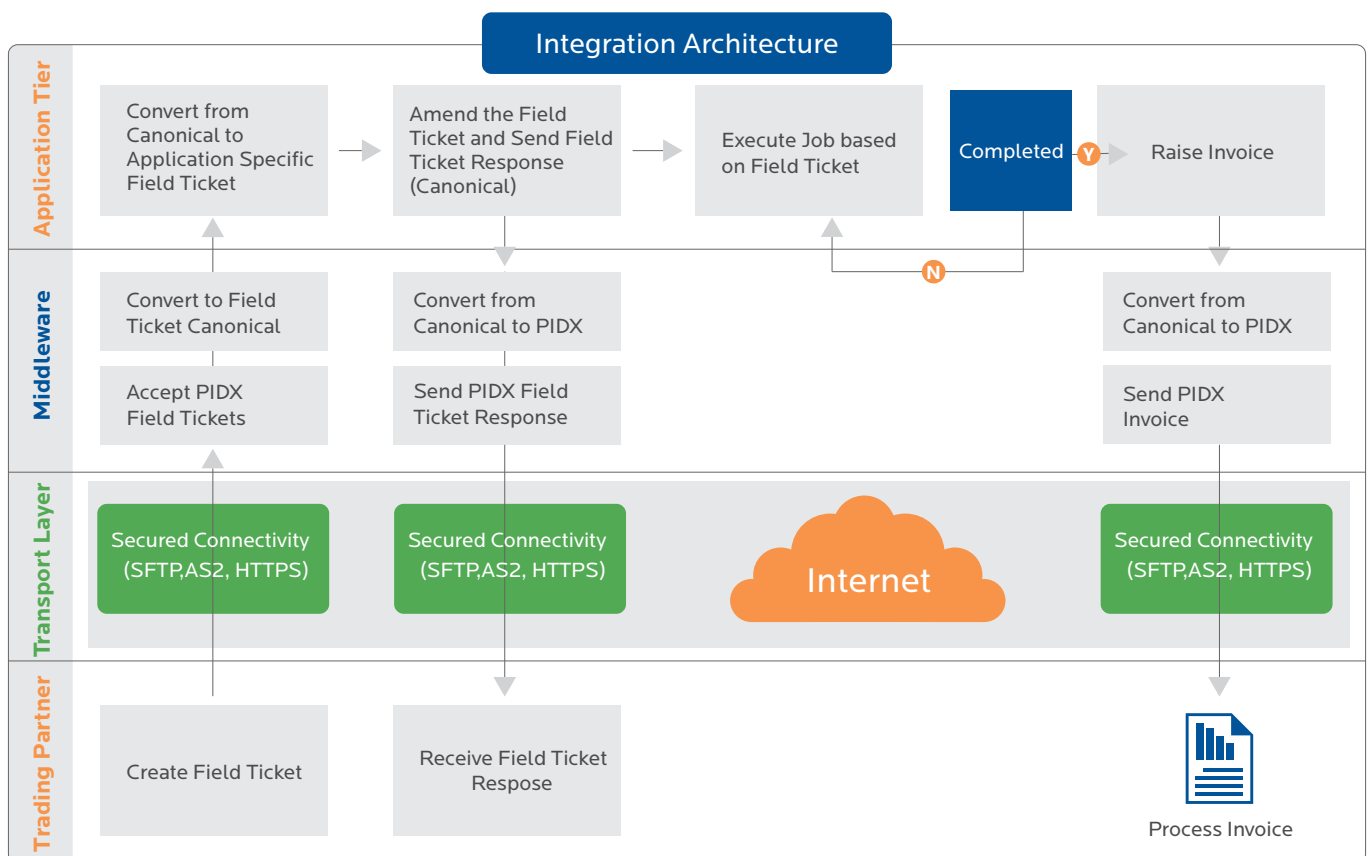 Integration Architecture
Application Tier
Convert from
Canonical to
Application Specific
Field Ticket
Amend the Field
Ticket and Send Field
Ticket Response
(Canonical)
Execute Job based
on Field Ticket
Completed
Y
Raise Invoice
N
Middleware
Convert to Field
Ticket Canonical
Convert from
Canonical to PIDX
Convert from
Canonical to PIDX
Accept PIDX
Field Tickets
Send PIDX Field
Ticket Response
Send PIDX
Invoice
Transport Layer
Secured Connectivity
(SFTP,AS2, HTTPS)
Secured Connectivity
(SFTP,AS2, HTTPS)
Internet
Secured Connectivity
(SFTP,AS2, HTTPS)
Trading Partner
Create Field Ticket
Receive Field Ticket
Respose
Process Invoice